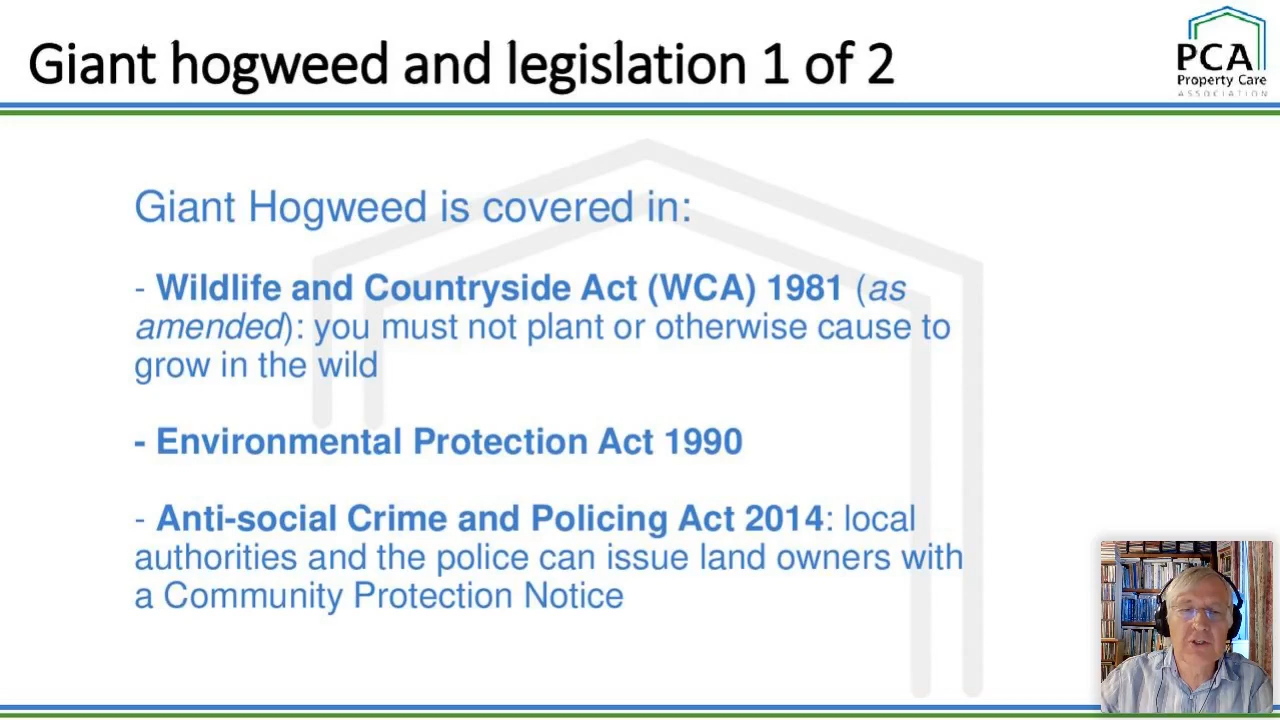 Giant hogweed and legislation 1 of 2
PCA
Property Care
ASSOCIATION
Giant Hogweed is covered in:
- Wildlife and Countryside Act (WCA) 1981 (as
amended): you must not plant or otherwise cause to
grow in the wild
- Environmental Protection Act 1990
- Anti-social Crime and Policing Act 2014: local
authorities and the police can issue land owners with
a Community Protection Notice